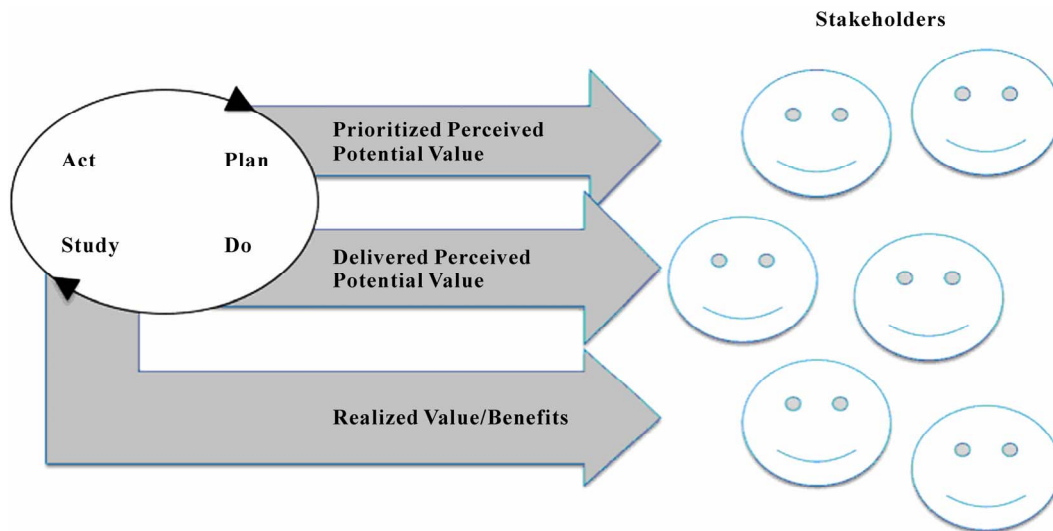 Stakeholders
Act
Plan
Study
Do
Prioritized Perceived
Potential Value
Delivered Perceived
Potential Value
Realized Value/Benefits